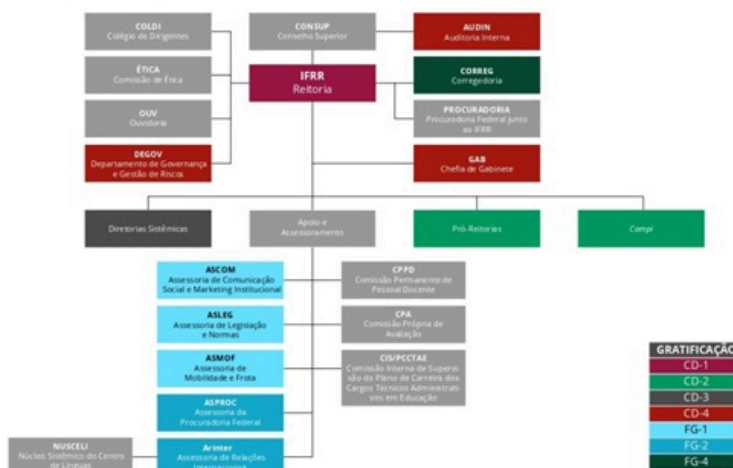 COLDI
Colégio de Dirigentes
CONSUP
Conselho Superior
AUDIN
Auditoria Interna
ÉTICA
Comissão de Ética
IFRR
Reitoria
CORREG
Corregedoria
OUV
Ouvidoria
PROCURADORIA
Procuradoria Federal junto
ao IFRR
DEGOV
Departamento de Governança
e Gestão de Riscos
GAB
Chefia de Gabinete
Diretorias Sistêmicas
Apoio e
Assessoramento
Pró-Reitorias
Campi
ASCOM
Assessoria de Comunicação
Social e Marketing Institucional
CPPD
Comissão Permanente de
Pessoal Docente
ASLEG
Assessoria de Legislação
e Normas
CPA
Comissão Própria de
Avaliação
ASMOF
Assessoria de
Mobilidade e Frota
CIS/PCCTAE
Comissão Interna de Supervi-
são do Plano de Carreira dos
Cargos Técnicos Administrati-
vos em Educação
ASPROC
Assessoria da
Procuradoria Federal
NUSCELI
Núcleo Sistêmico do Centro
de Línguas
Arinter
Assessoria de Relações
Internacionais
GRATIFICAÇÃO
CD-1
CD-2
CD-3
CD-4
FG-1
FG-2
FG-4